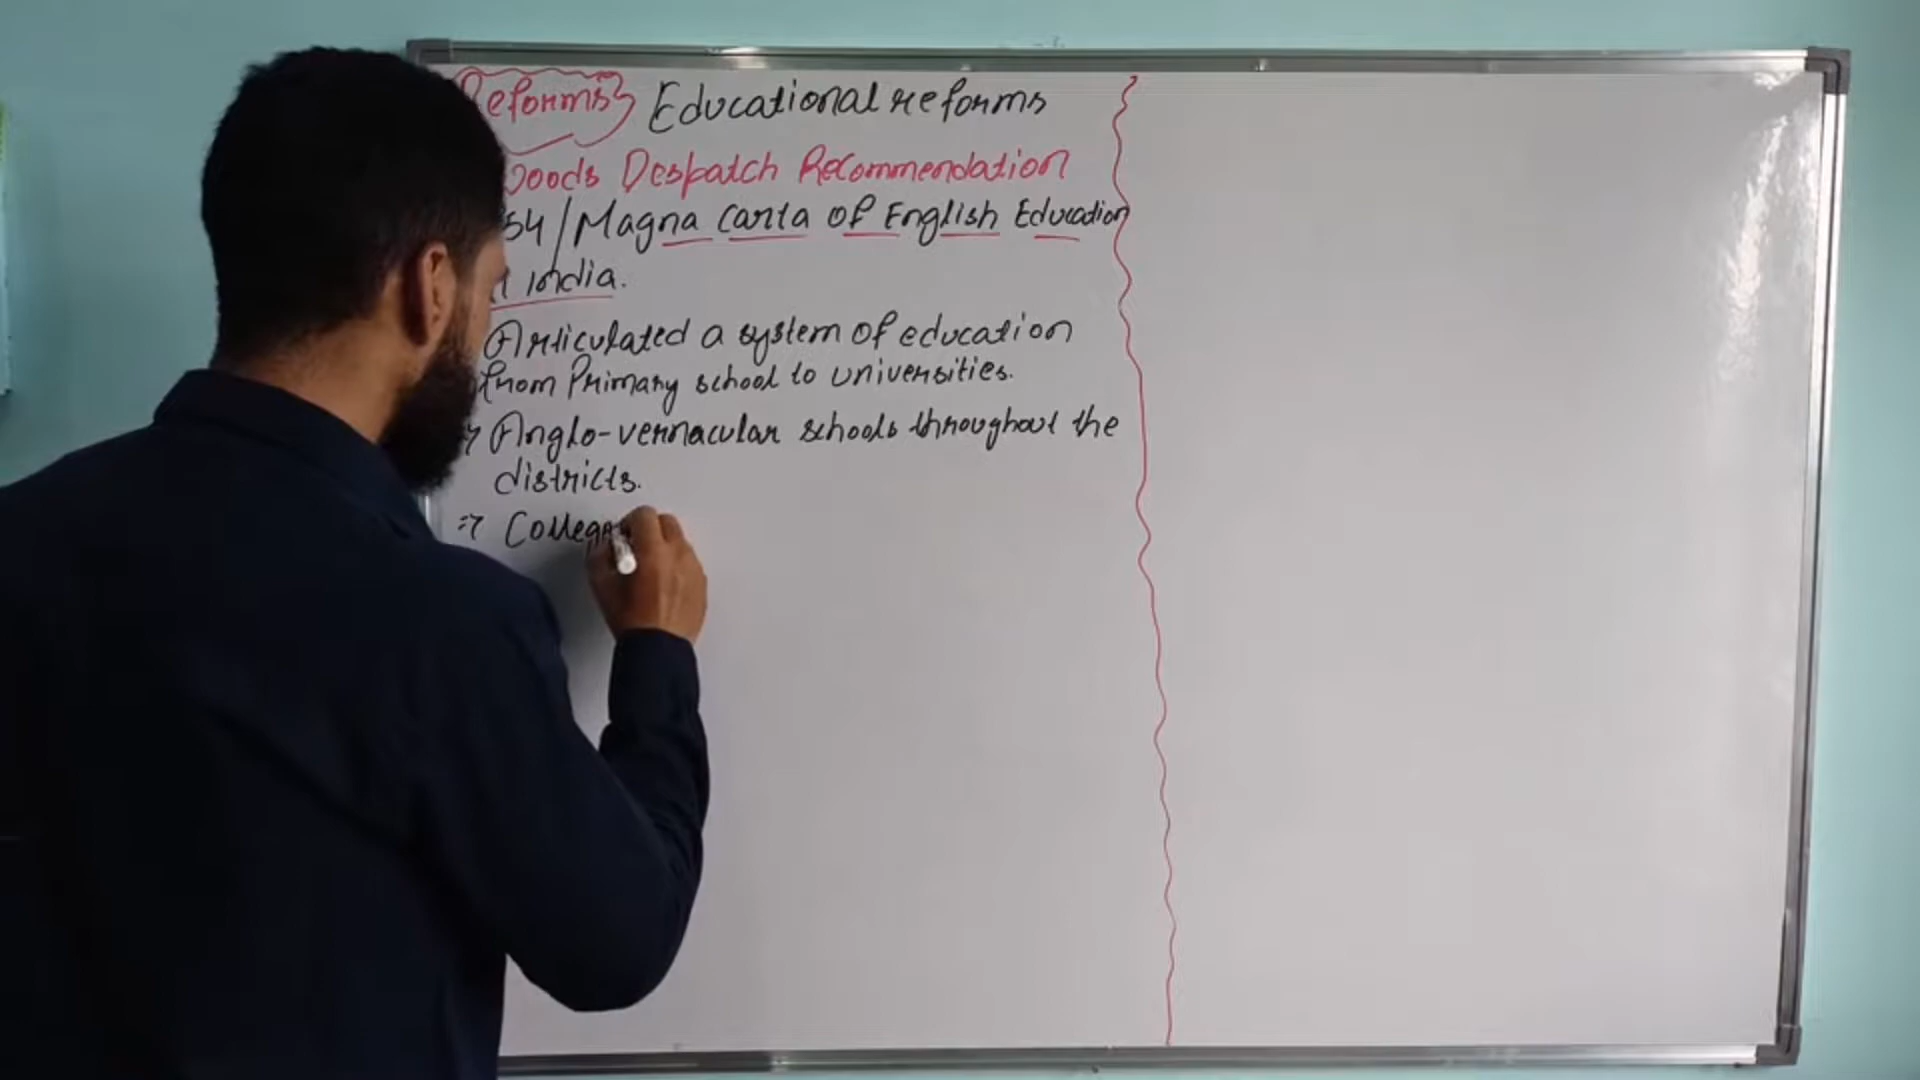 Reforms Educational reforms
Woods Despatch Recommendation
54/Magna carta of English Education
India.
Articulated a system of education
from Primary school to universities.
Anglo-vernacular schools throughout the
districts.
=>